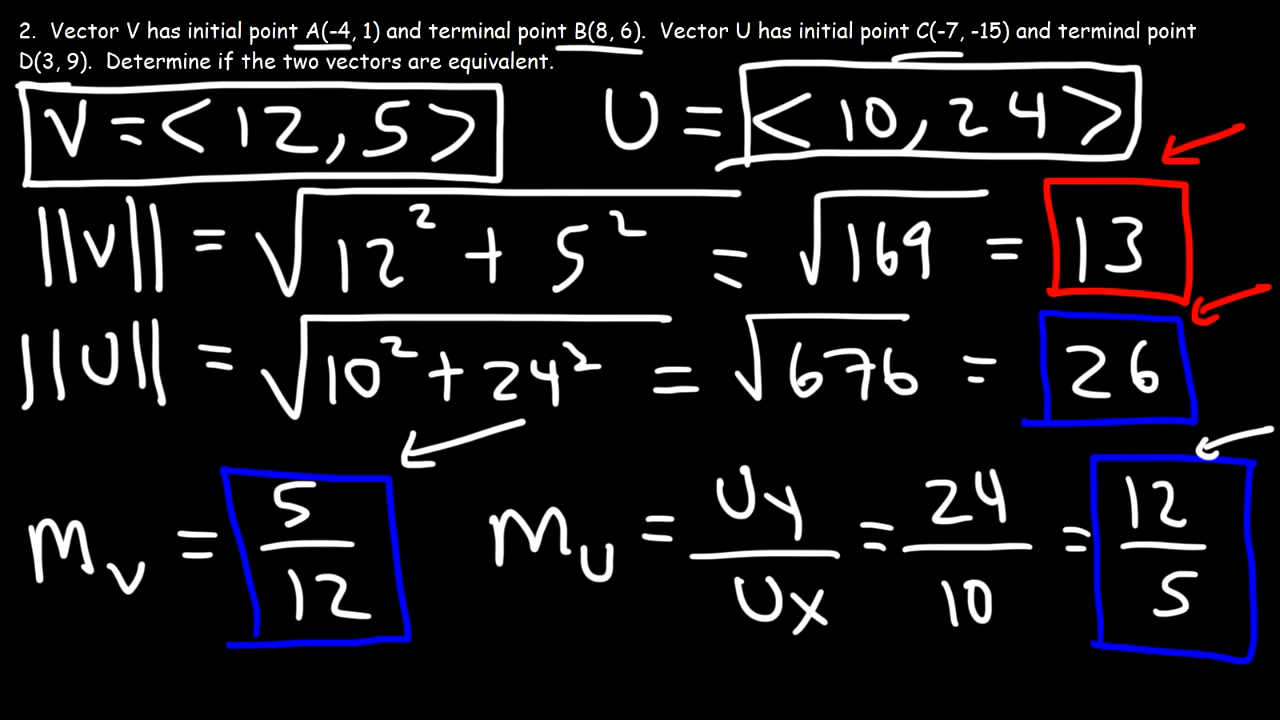 2. Vector V has initial point A(-4, 1) and terminal point B(8, 6). Vector U has initial point C(-7, -15) and terminal point
D(3, 9). Determine if the two vectors are equivalent.
V = < 12, 5 > U = < 10, 24 >
||V|| = √(12² + 5²) = √169 = 13
||U|| = √(10² + 24²) = √676 = 26
m_V = 5/12 m_U = Uy/Ux = 24/10 = 12/5